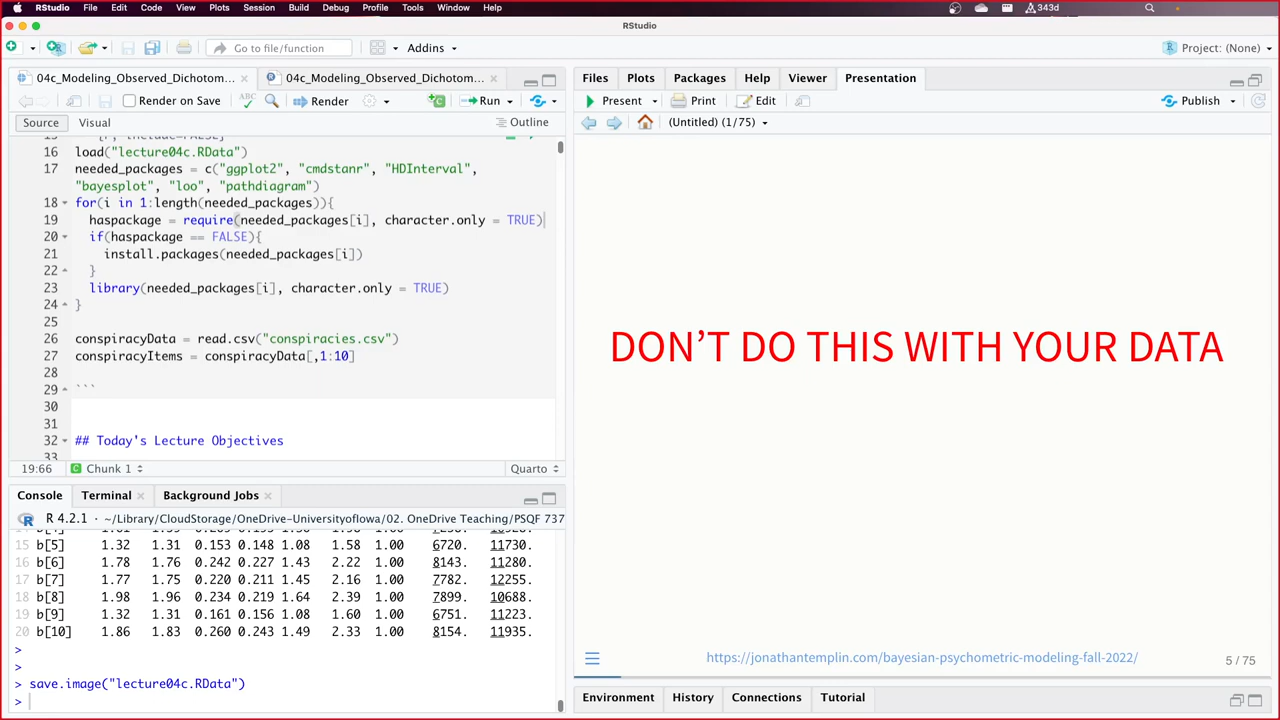 RStudio File Edit Code View Plots Session Build Debug Profile Tools Window Help 343d
RStudio
Go to file/function Addins Project: (None)
04c_Modeling_Observed_Dichotom... 04c_Modeling_Observed_Dichotom...
Render on Save Render Run
Source Visual Outline
16 load("lecture04c.RData")
17 needed_packages = c("ggplot2", "cmdstanr", "HDInterval",
"bayesplot", "loo", "pathdiagram")
18 for(i in 1:length(needed_packages)){
19 haspackage = require(needed_packages[i], character.only = TRUE)
20 if(haspackage == FALSE){
21 install.packages(needed_packages[i])
22 }
23 library(needed_packages[i], character.only = TRUE)
24 }
25
26 conspiracyData = read.csv("conspiracies.csv")
27 conspiracyItems = conspiracyData[,1:10]
28
29 ```
30
31
32 ## Today's Lecture Objectives
33
19:66 Chunk 1 Quarto
Console Terminal Background Jobs
R 4.2.1 · ~/Library/CloudStorage/OneDrive-UniversityofIowa/02. OneDrive Teaching/PSQF 737
15 b[5] 1.32 1.31 0.153 0.148 1.08 1.58 1.00 6720. 11730.
16 b[6] 1.78 1.76 0.242 0.227 1.43 2.22 1.00 8143. 11280.
17 b[7] 1.77 1.75 0.220 0.211 1.45 2.16 1.00 7782. 12255.
18 b[8] 1.98 1.96 0.234 0.219 1.64 2.39 1.00 7899. 10688.
19 b[9] 1.32 1.31 0.161 0.156 1.08 1.60 1.00 6751. 11223.
20 b[10] 1.86 1.83 0.260 0.243 1.49 2.33 1.00 8154. 11935.
>
>
> save.image("lecture04c.RData")
>
Files Plots Packages Help Viewer Presentation
Present Print Edit Publish
(Untitled) (1/75)
DON'T DO THIS WITH YOUR DATA
https://jonathantemplin.com/bayesian-psychometric-modeling-fall-2022/
5 / 75
Environment History Connections Tutorial